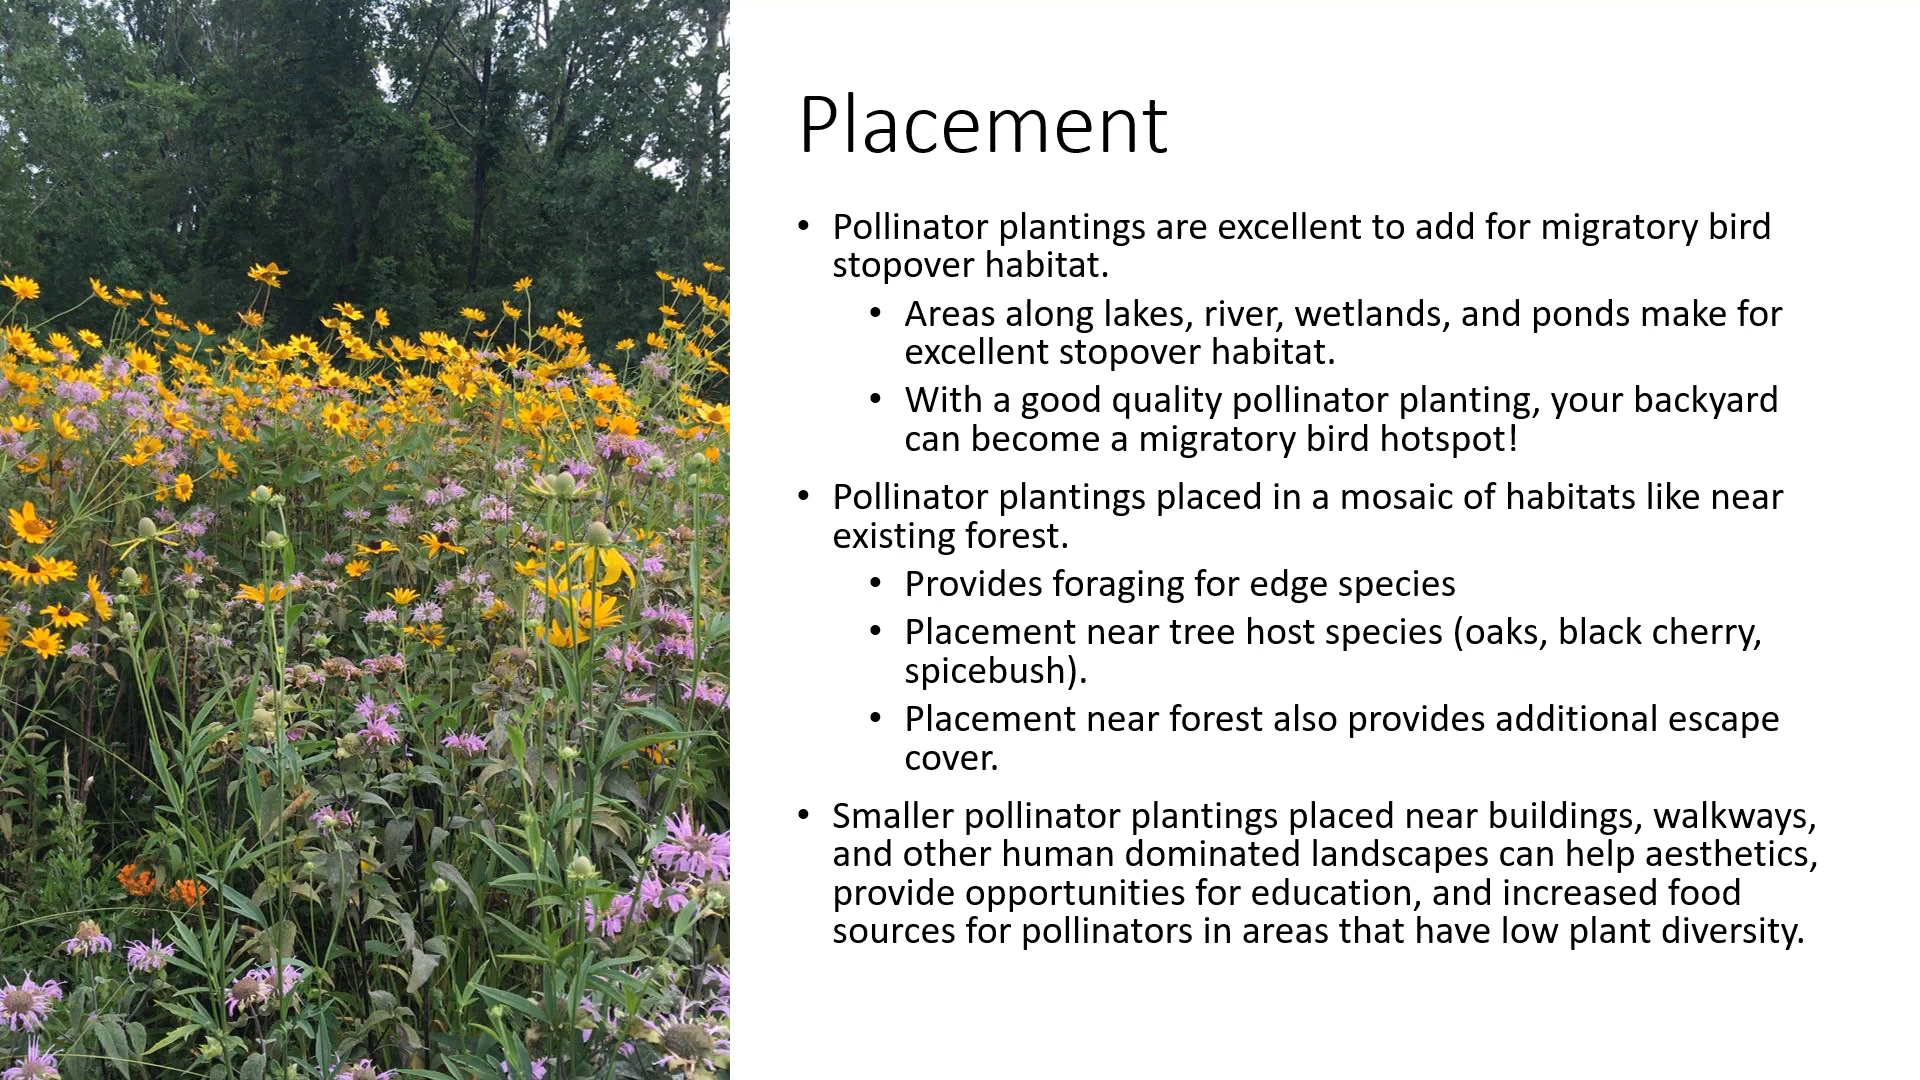 Placement
• Pollinator plantings are excellent to add for migratory bird
stopover habitat.
• Areas along lakes, river, wetlands, and ponds make for
excellent stopover habitat.
• With a good quality pollinator planting, your backyard
can become a migratory bird hotspot!
• Pollinator plantings placed in a mosaic of habitats like near
existing forest.
• Provides foraging for edge species
• Placement near tree host species (oaks, black cherry,
spicebush).
• Placement near forest also provides additional escape
cover.
• Smaller pollinator plantings placed near buildings, walkways,
and other human dominated landscapes can help aesthetics,
provide opportunities for education, and increased food
sources for pollinators in areas that have low plant diversity.